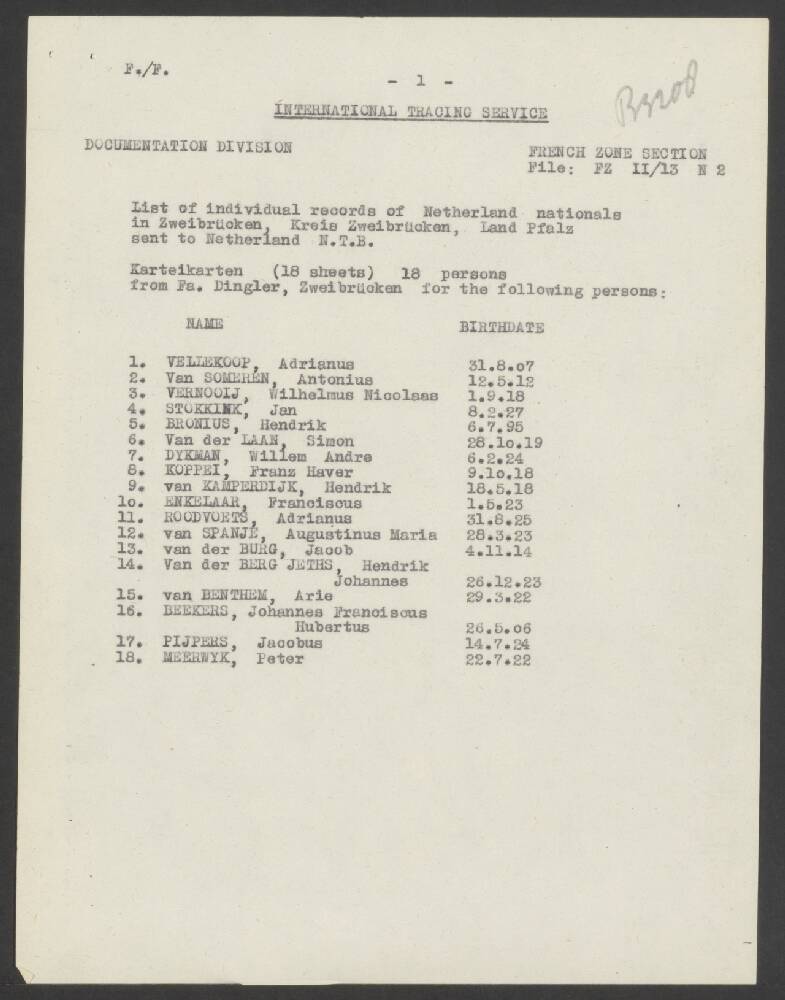 F./F.
- 1 -
B3208
INTERNATIONAL TRACING SERVICE
DOCUMENTATION DIVISION
FRENCH ZONE SECTION
File: FZ II/13 N 2
List of individual records of Netherland nationals
in Zweibrücken, Kreis Zweibrücken, Land Pfalz
sent to Netherland N.T.B.
Karteikarten (18 sheets) 18 persons
from Fa. Dingler, Zweibrücken for the following persons:
NAME BIRTHDATE
1. VELLEKOOP, Adrianus 31.8.07
2. Van SOMEREN, Antonius 12.5.12
3. VERNOOIJ, Wilhelmus Nicolaas 1.9.18
4. STOKKINK, Jan 8.2.27
5. BRONIUS, Hendrik 6.7.95
6. Van der LAAN, Simon 28.1o.19
7. DYKMAN, Willem Andre 6.2.24
8. KOPPEI, Franz Haver 9.1o.18
9. van KAMPERDIJK, Hendrik 18.5.18
1o. ENKELAAR, Franciscus 1.5.23
11. ROODVOETS, Adrianus 31.8.25
12. van SPANJE, Augustinus Maria 28.3.23
13. van der BURG, Jacob 4.11.14
14. Van der BERG JETHS, Hendrik
Johannes 26.12.23
15. van BENTHEM, Arie 29.3.22
16. BEEKERS, Johannes Franciscus
Hubertus 26.5.06
17. PIJPERS, Jacobus 14.7.24
18. MEERWYK, Peter 22.7.22